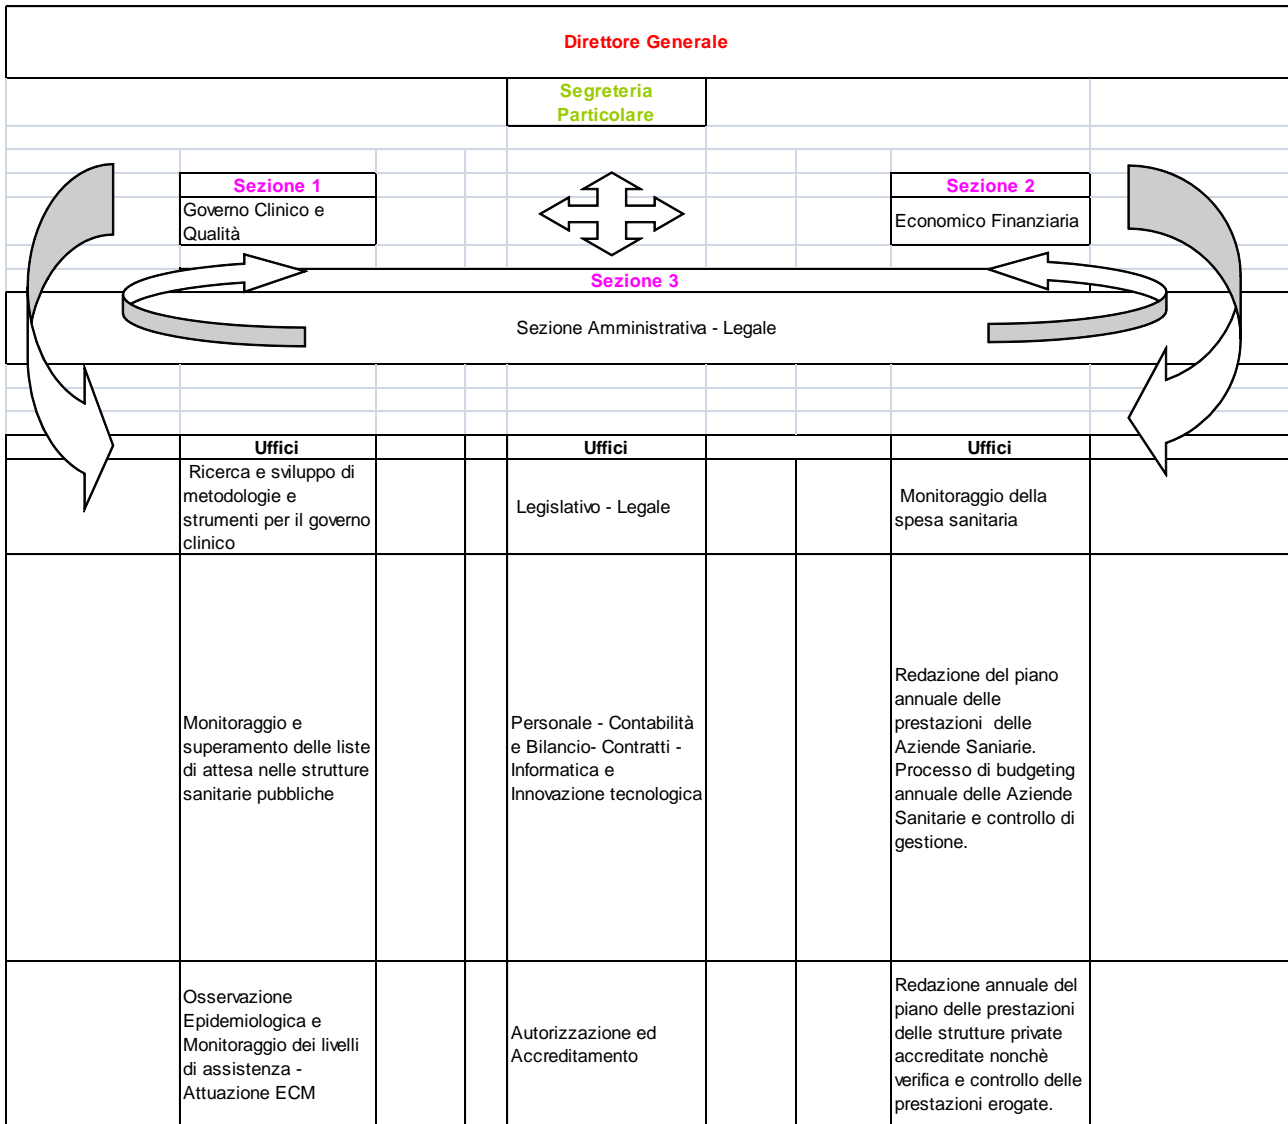 Direttore Generale
Segreteria
Particolare
Sezione 1
Governo Clinico e
Qualità
Sezione 2
Economico Finanziaria
Sezione 3
Sezione Amministrativa - Legale
Uffici
Uffici
Uffici
Ricerca e sviluppo di
metodologie e
strumenti per il governo
clinico
Legislativo - Legale
Monitoraggio della
spesa sanitaria
Monitoraggio e
superamento delle liste
di attesa nelle strutture
sanitarie pubbliche
Personale - Contabilità
e Bilancio- Contratti -
Informatica e
Innovazione tecnologica
Redazione del piano
annuale delle
prestazioni delle
Aziende Saniarie.
Processo di budgeting
annuale delle Aziende
Sanitarie e controllo di
gestione.
Osservazione
Epidemiologica e
Monitoraggio dei livelli
di assistenza -
Attuazione ECM
Autorizzazione ed
Accreditamento
Redazione annuale del
piano delle prestazioni
delle strutture private
accreditate nonchè
verifica e controllo delle
prestazioni erogate.